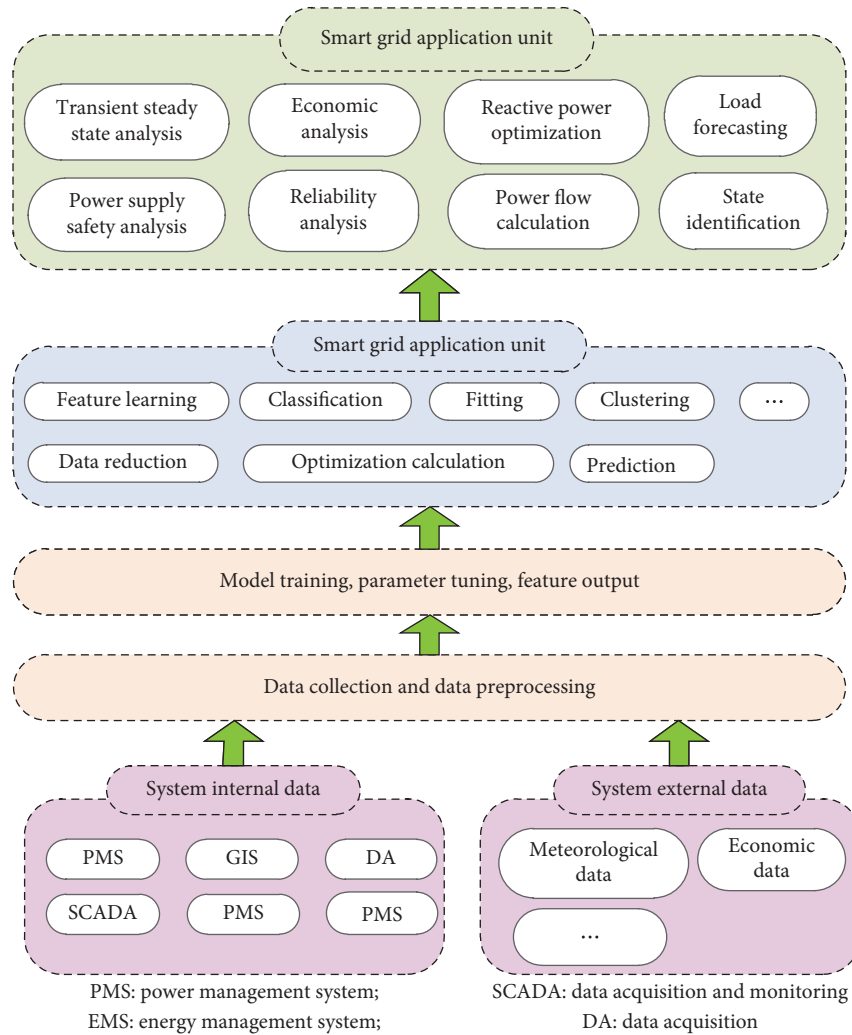 Smart grid application unit
Transient steady
state analysis
Economic
analysis
Reactive power
optimization
Load
forecasting
Power supply
safety analysis
Reliability
analysis
Power flow
calculation
State
identification
Smart grid application unit
Feature learning
Classification
Fitting
Clustering
...
Data reduction
Optimization calculation
Prediction
Model training, parameter tuning, feature output
Data collection and data preprocessing
System internal data
PMS
GIS
DA
SCADA
PMS
PMS
System external data
Meteorological
data
Economic
data
...
PMS: power management system;
EMS: energy management system;
SCADA: data acquisition and monitoring
DA: data acquisition